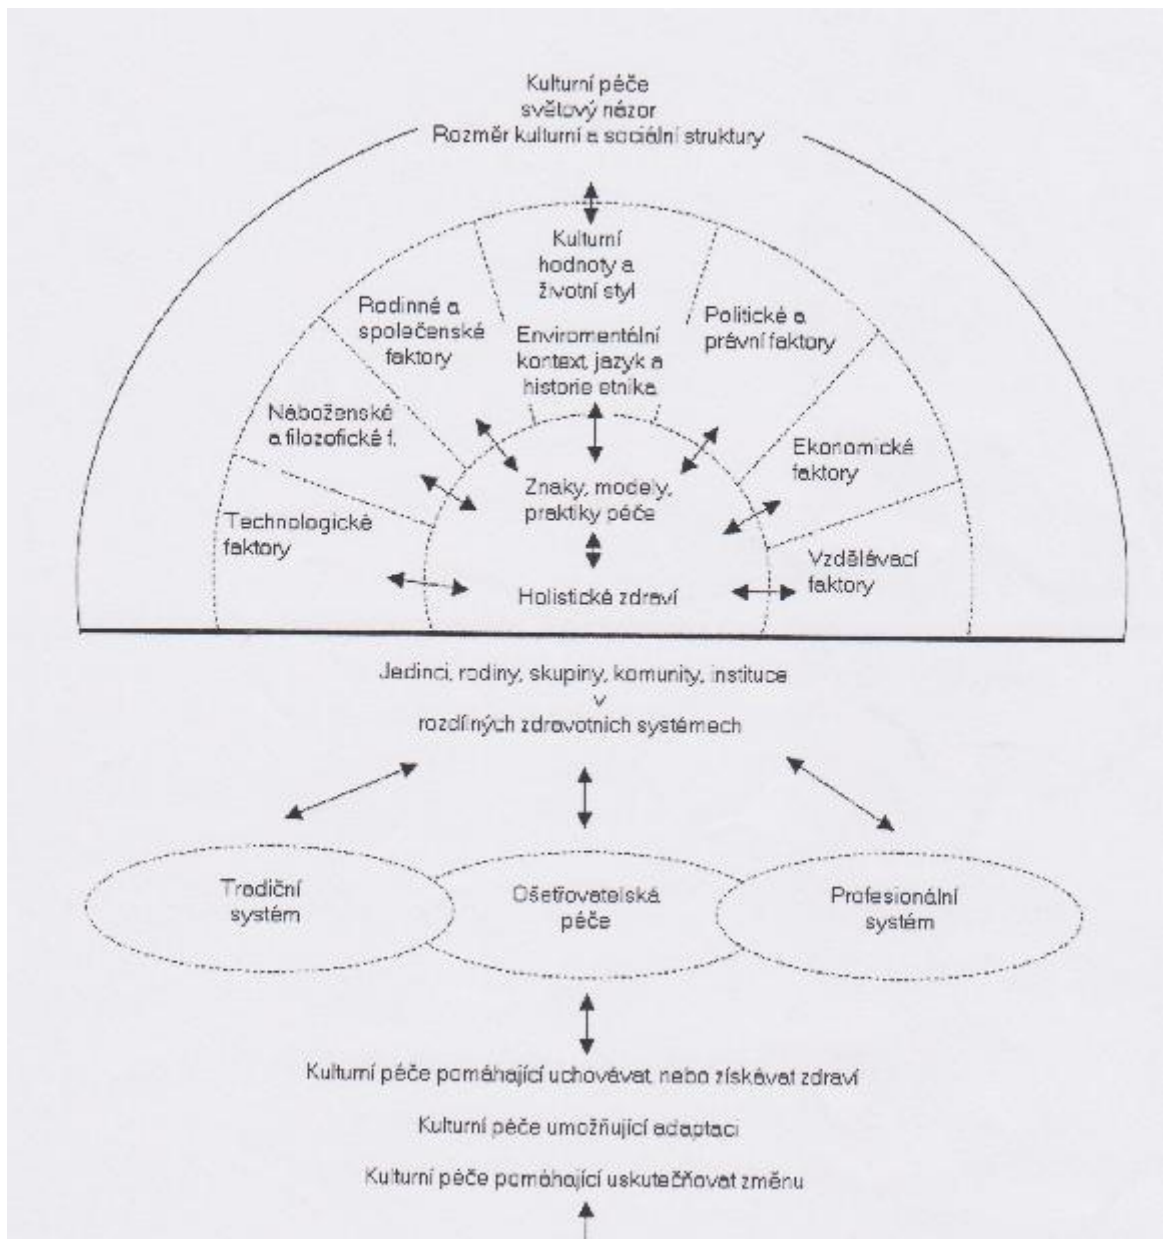 Kulturní péče
světový názor
Rozměr kulturní a sociální struktury
Kulturní
hodnoty a
životní styl
Rodinné a
společenské
faktory
Politické a
právní faktory
Enviromentální
kontext, jazyk a
historie etnika
Náboženské
a filozofické f.
Ekonomické
faktory
Znaky, modely,
praktiky péče
Technologické
faktory
Vzdělávací
faktory
Holistické zdraví
Jedinci, rodiny, skupiny, komunity, instituce
v
rozdílných zdravotních systémech
Tradiční
systém
Ošetřovatelská
péče
Profesionální
systém
Kulturní péče pomáhající uchovávat, nebo získávat zdraví
Kulturní péče umožňující adaptaci
Kulturní péče pomáhající uskutečňovat změnu